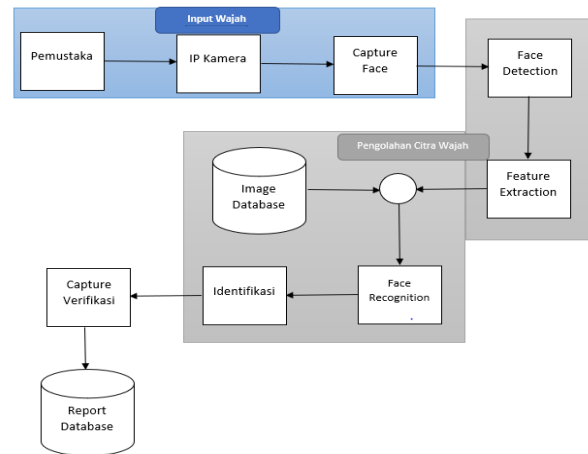 Input Wajah
Pemustaka
IP Kamera
Capture
Face
Face
Detection
Pengolahan Citra Wajah
Image
Database
Feature
Extraction
Capture
Verifikasi
Identifikasi
Face
Recognition
Report
Database